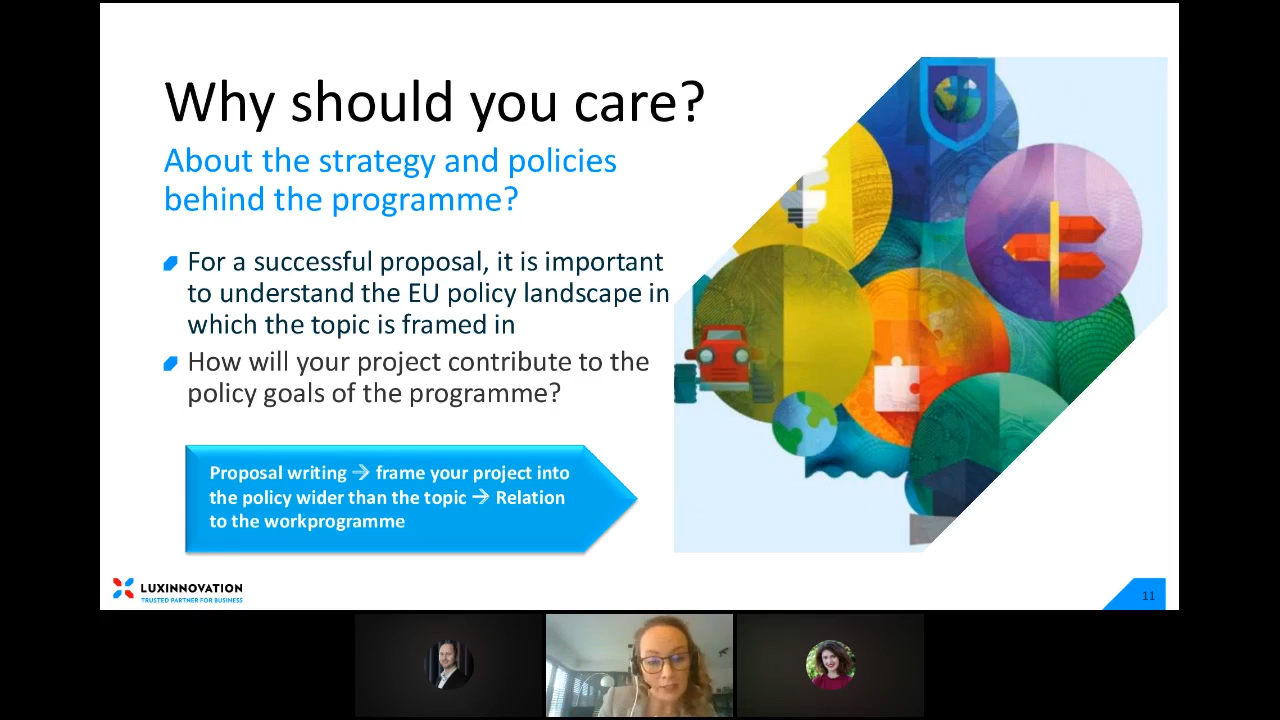 Why should you care?
About the strategy and policies
behind the programme?
For a successful proposal, it is important
to understand the EU policy landscape in
which the topic is framed in
How will your project contribute to the
policy goals of the programme?
Proposal writing → frame your project into
the policy wider than the topic → Relation
to the workprogramme
LUXINNOVATION
TRUSTED PARTNER FOR BUSINESS
11